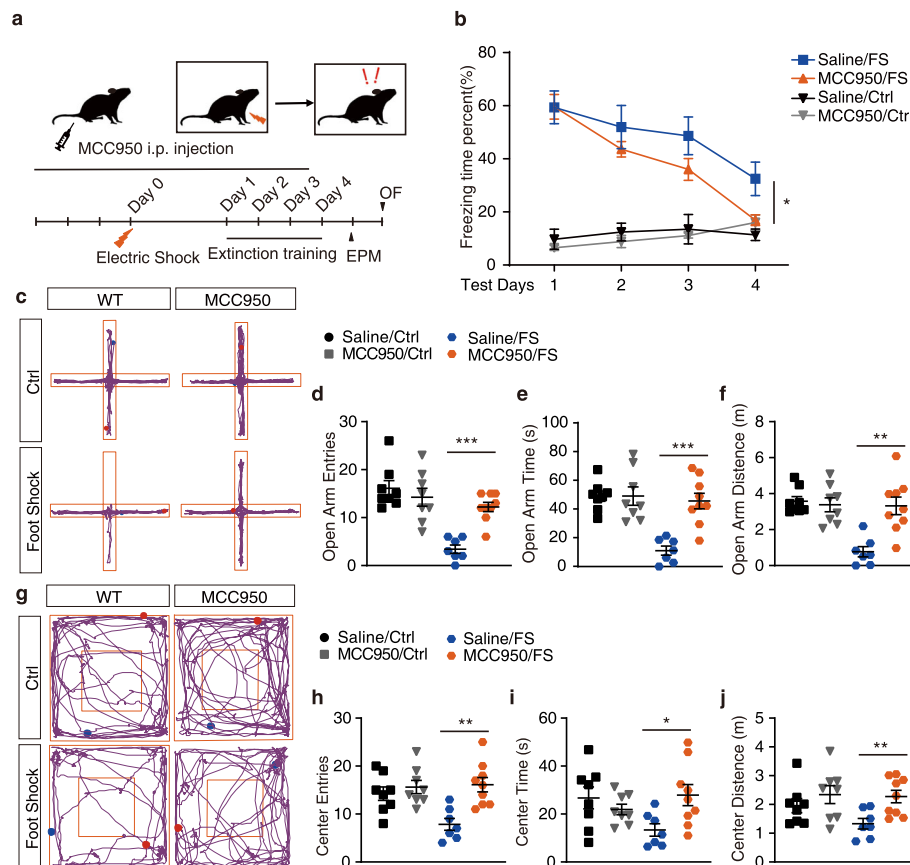 a
MCC950 i.p. injection
Day 0
Day 1
Day 2
Day 3
Day 4
OF
Electric Shock
Extinction training
EPM
b
Freezing time percent(%)
80
60
40
20
0
Test Days
1
2
3
4
Saline/FS
MCC950/FS
Saline/Ctrl
MCC950/Ctr
*
c
WT
MCC950
Ctrl
Foot Shock
Saline/Ctrl
MCC950/Ctrl
Saline/FS
MCC950/FS
d
Open Arm Entries
30
20
10
0
***
e
Open Arm Time (s)
100
80
60
40
20
0
***
f
Open Arm Distence (m)
6
4
2
0
**
g
WT
MCC950
Ctrl
Foot Shock
Saline/Ctrl
MCC950/Ctrl
Saline/FS
MCC950/FS
h
Center Entries
30
20
10
0
**
i
Center Time (s)
60
40
20
0
*
j
Center Distence (m)
5
4
3
2
1
0
**